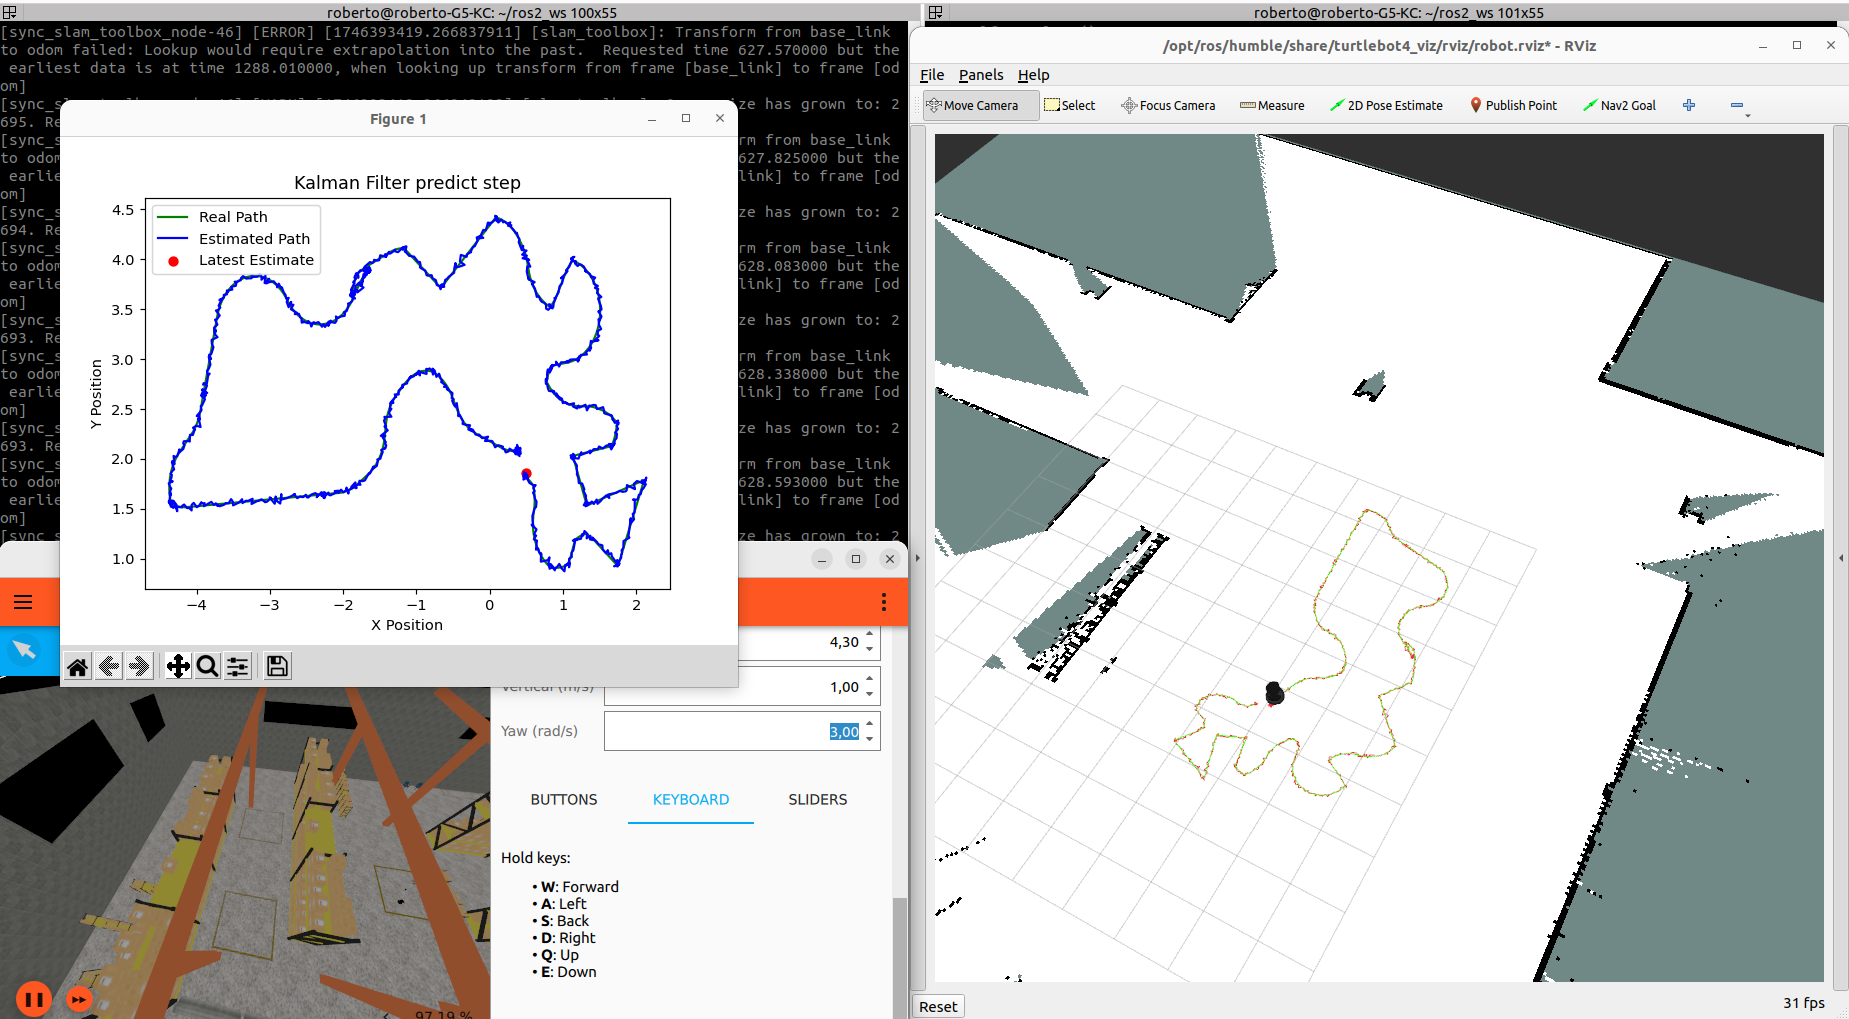 roberto@roberto-G5-KC: ~/ros2_ws 100x55
[sync_slam_toolbox_node-46] [ERROR] [1746393419.266837911] [slam_toolbox]: Transform from base_link
to odom failed: Lookup would require extrapolation into the past.  Requested time 627.570000 but the
earliest data is at time 1288.010000, when looking up transform from frame [base_link] to frame [od
om]
ize has grown to: 2
695. Re
rm from base_link
to odom
627.825000 but the
earlie
link] to frame [od
om]
[sync_s
ze has grown to: 2
694. Re
[sync_s
rm from base_link
to odom
628.083000 but the
earlie
link] to frame [od
om]
[sync_s
ze has grown to: 2
693. Re
[sync_s
rm from base_link
to odom
628.338000 but the
earlie
link] to frame [od
om]
[sync_s
ze has grown to: 2
693. Re
[sync_s
rm from base_link
to odom
628.593000 but the
earlie
link] to frame [od
om]
[sync_s
ze has grown to: 2
Figure 1
Kalman Filter predict step
Real Path
Estimated Path
Latest Estimate
4.5
4.0
3.5
3.0
2.5
2.0
1.5
1.0
Y Position
−4 −3 −2 −1 0 1 2
X Position
4,30
Vertical (m/s) 1,00
Yaw (rad/s) 3,00
BUTTONS KEYBOARD SLIDERS
Hold keys:
• W: Forward
• A: Left
• S: Back
• D: Right
• Q: Up
• E: Down
97.19 %
roberto@roberto-G5-KC: ~/ros2_ws 101x55
/opt/ros/humble/share/turtlebot4_viz/rviz/robot.rviz* - RViz
File Panels Help
Move Camera Select Focus Camera Measure 2D Pose Estimate Publish Point Nav2 Goal
Reset
31 fps